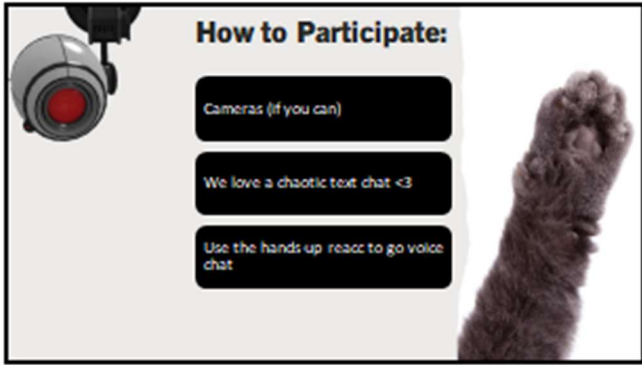 How to Participate:
Cameras (If you can)
We love a chaotic text chat <3
Use the hands up reacc to go voice
chat